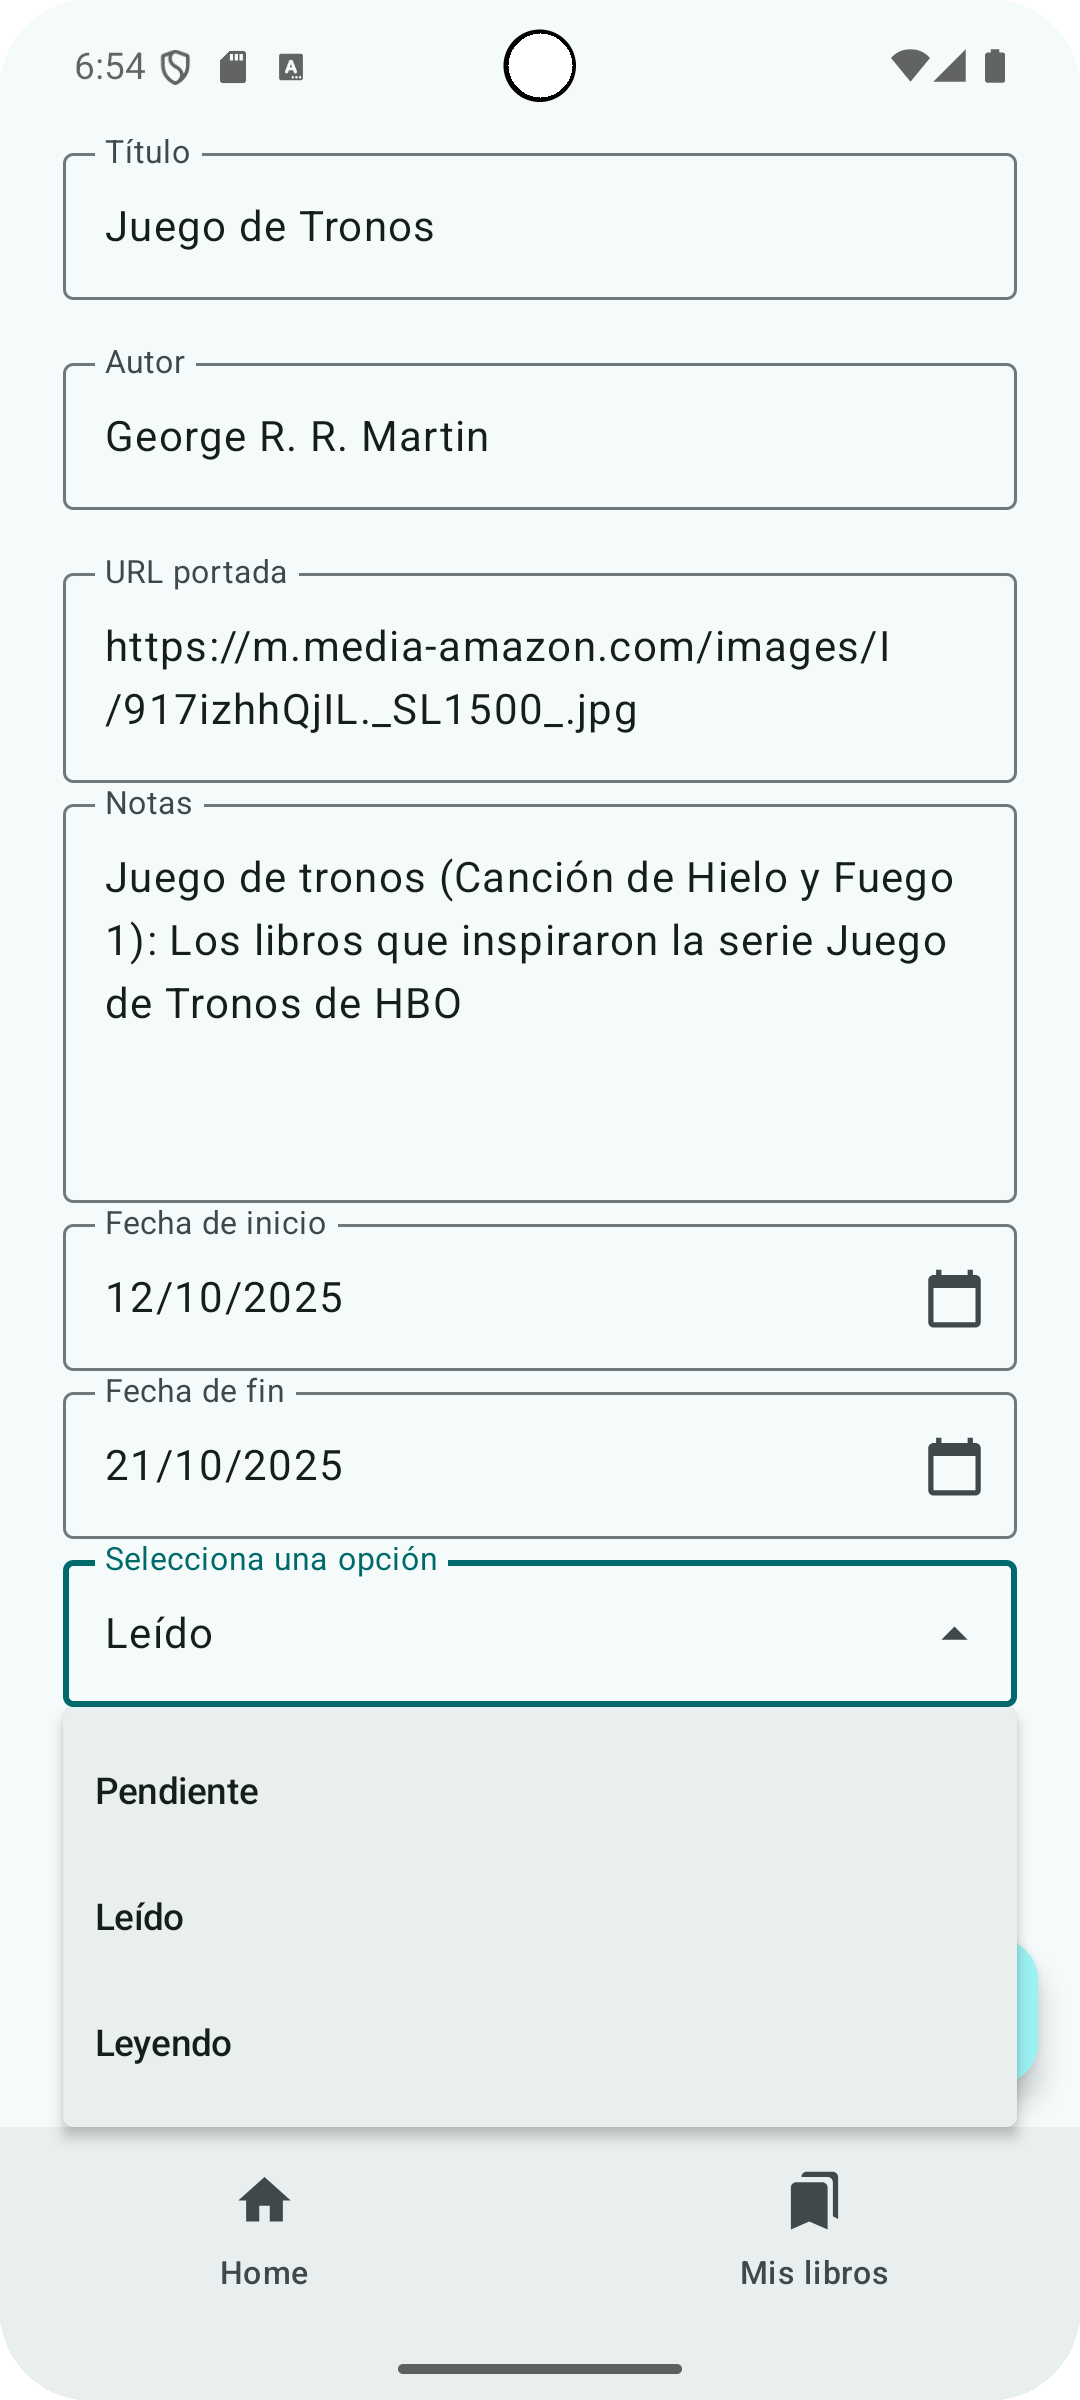 6:54
Título
Juego de Tronos
Autor
George R. R. Martin
URL portada
https://m.media-amazon.com/images/I
/917izhhQjIL._SL1500_.jpg
Notas
Juego de tronos (Canción de Hielo y Fuego
1): Los libros que inspiraron la serie Juego
de Tronos de HBO
Fecha de inicio
12/10/2025
Fecha de fin
21/10/2025
Selecciona una opción
Leído
Pendiente
Leído
Leyendo
Home
Mis libros